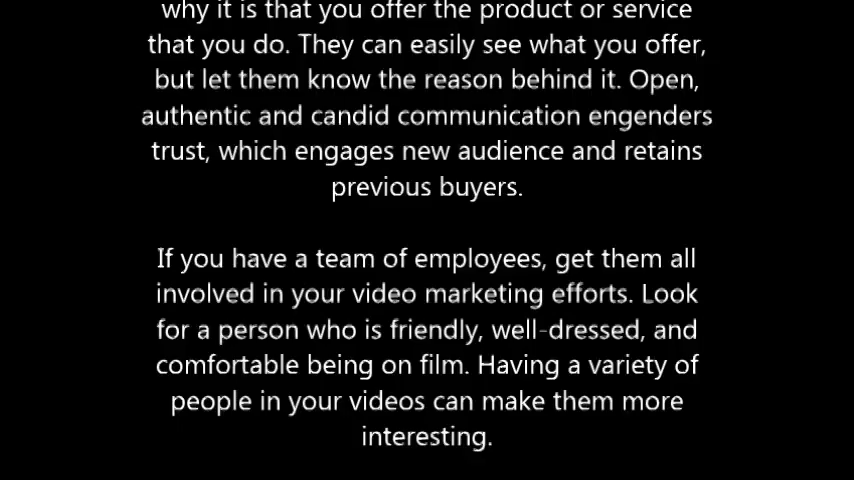 why it is that you offer the product or service
that you do. They can easily see what you offer,
but let them know the reason behind it. Open,
authentic and candid communication engenders
trust, which engages new audience and retains
previous buyers.
If you have a team of employees, get them all
involved in your video marketing efforts. Look
for a person who is friendly, well-dressed, and
comfortable being on film. Having a variety of
people in your videos can make them more
interesting.